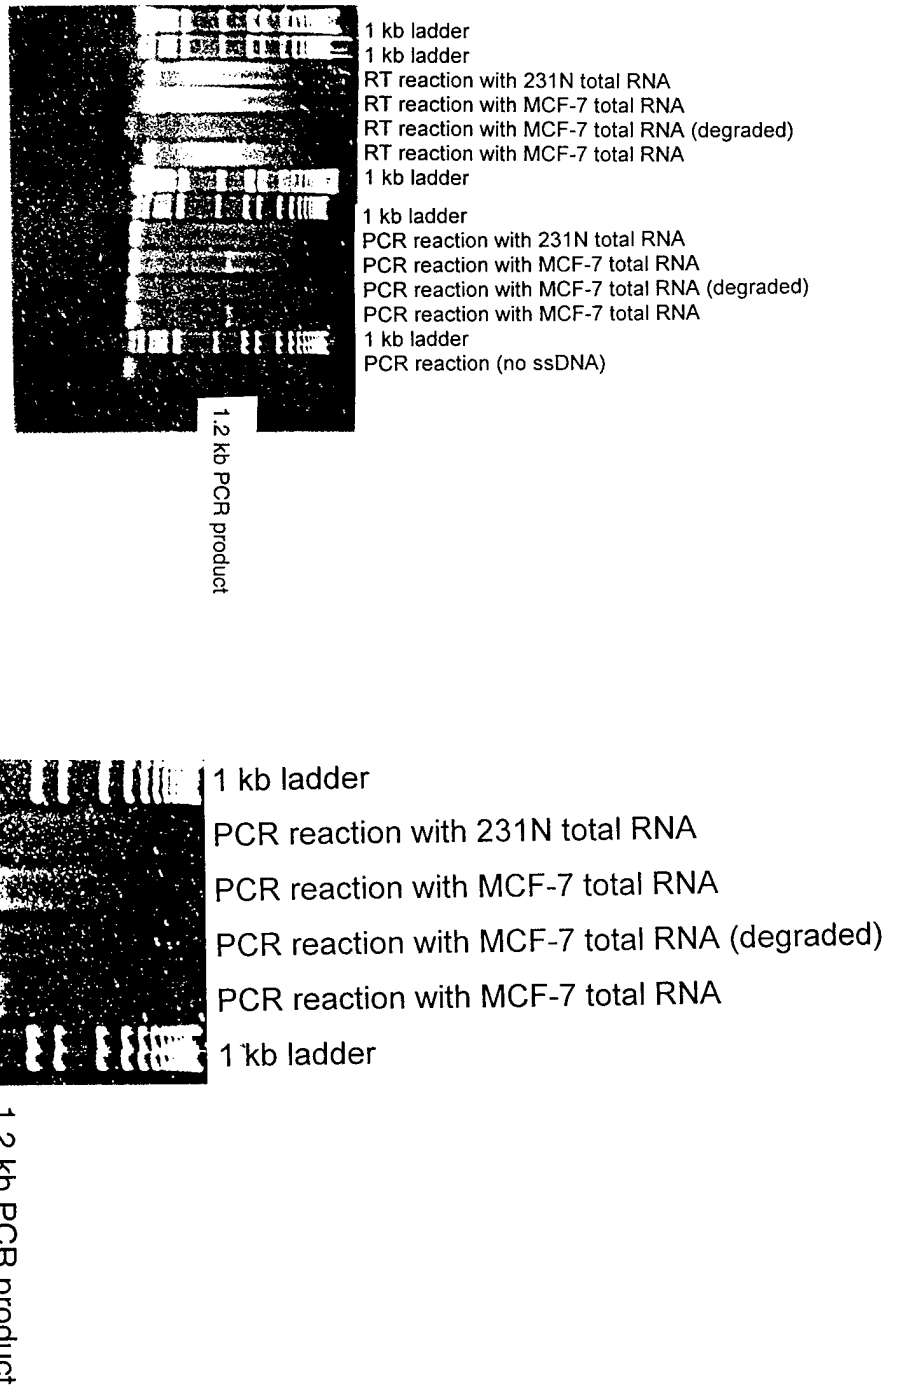 1 kb ladder
1 kb ladder
RT reaction with 231N total RNA
RT reaction with MCF-7 total RNA
RT reaction with MCF-7 total RNA (degraded)
RT reaction with MCF-7 total RNA
1 kb ladder
1 kb ladder
PCR reaction with 231N total RNA
PCR reaction with MCF-7 total RNA
PCR reaction with MCF-7 total RNA (degraded)
PCR reaction with MCF-7 total RNA
1 kb ladder
PCR reaction (no ssDNA)
1.2 kb PCR product
1 kb ladder
PCR reaction with 231N total RNA
PCR reaction with MCF-7 total RNA
PCR reaction with MCF-7 total RNA (degraded)
PCR reaction with MCF-7 total RNA
1 kb ladder
1.2 kb PCR product